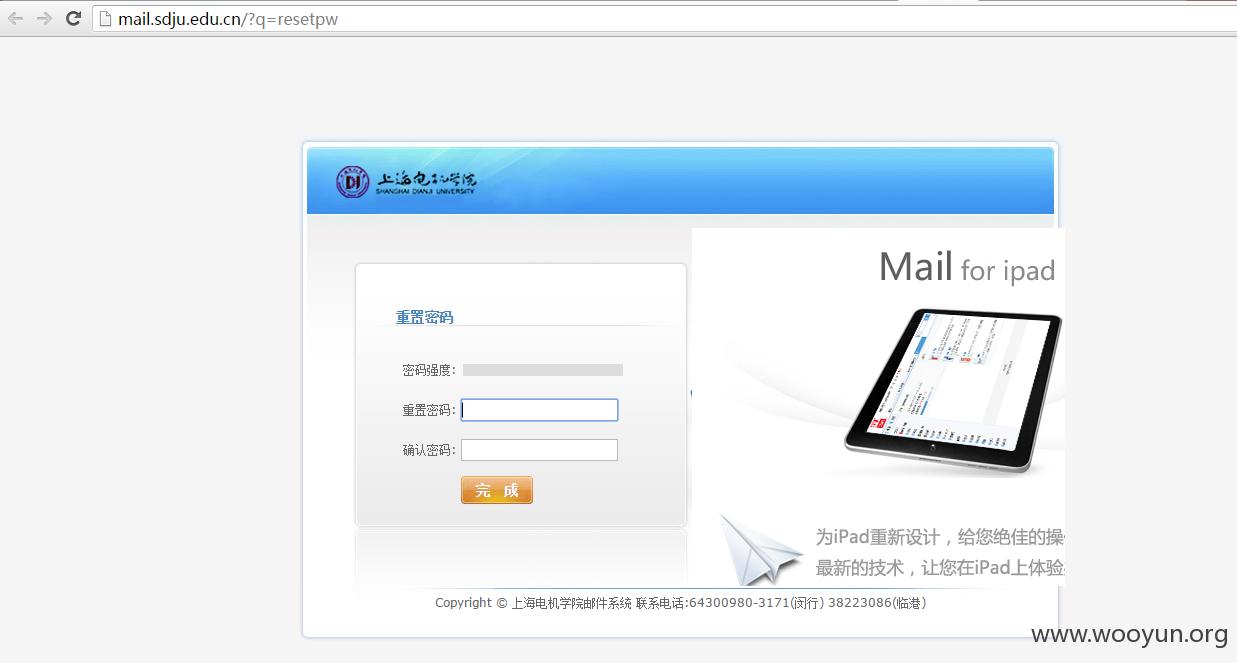 mail.sdju.edu.cn/?q=resetpw
上海电机学院
SHANGHAI DIANJI UNIVERSITY
Mail for ipad
重置密码
密码强度：
重置密码：
确认密码：
完 成
为iPad重新设计，给您绝佳的操
最新的技术，让您在iPad上体验
Copyright © 上海电机学院邮件系统 联系电话:64300980-3171(闵行) 38223086(临港)
www.wooyun.org